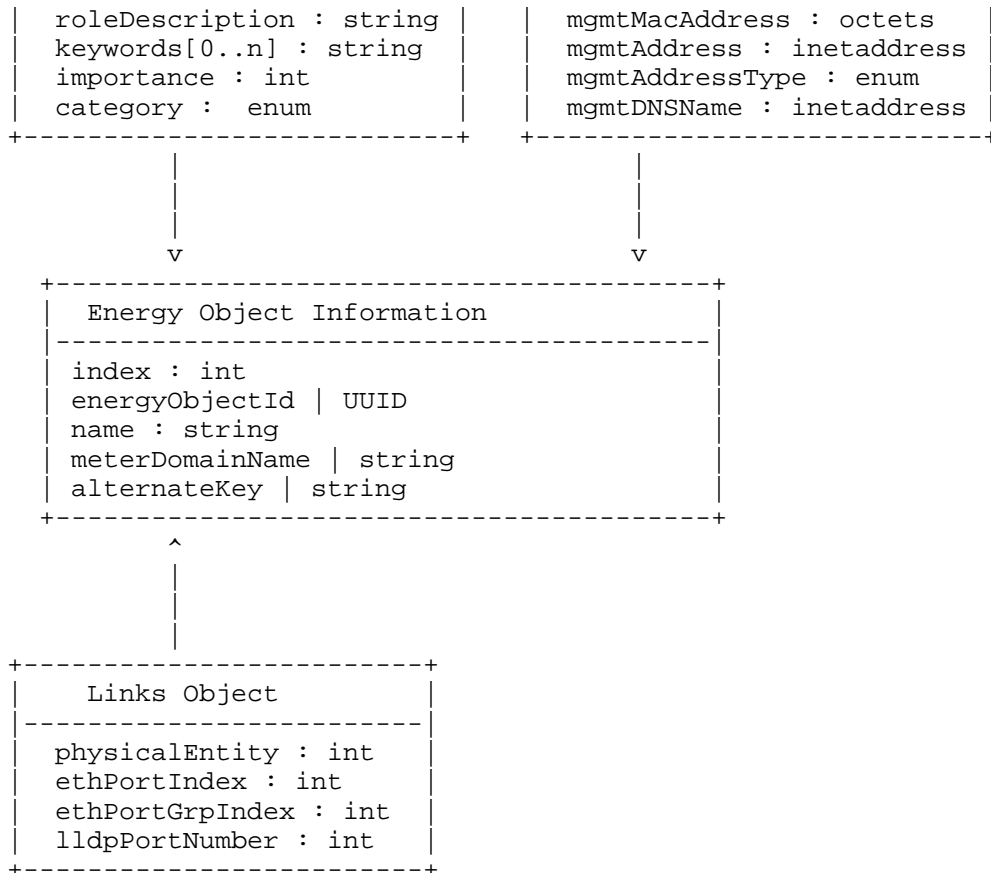 | roleDescription : string | | mgmtMacAddress : octets |
| keywords[0..n] : string | | mgmtAddress : inetaddress |
| importance : int | | mgmtAddressType : enum |
| category :  enum | | mgmtDNSName : inetaddress |
+---------------------------+ +----------------------------+
| |
| |
| |
v v
+-----------------------------------------+
| Energy Object Information |
|-----------------------------------------|
| index : int |
| energyObjectId | UUID |
| name : string |
| meterDomainName | string |
| alternateKey | string |
+-----------------------------------------+
^
|
|
|
+-------------------------+
| Links Object |
|-------------------------|
| physicalEntity : int |
| ethPortIndex : int |
| ethPortGrpIndex : int |
| lldpPortNumber : int |
+-------------------------+